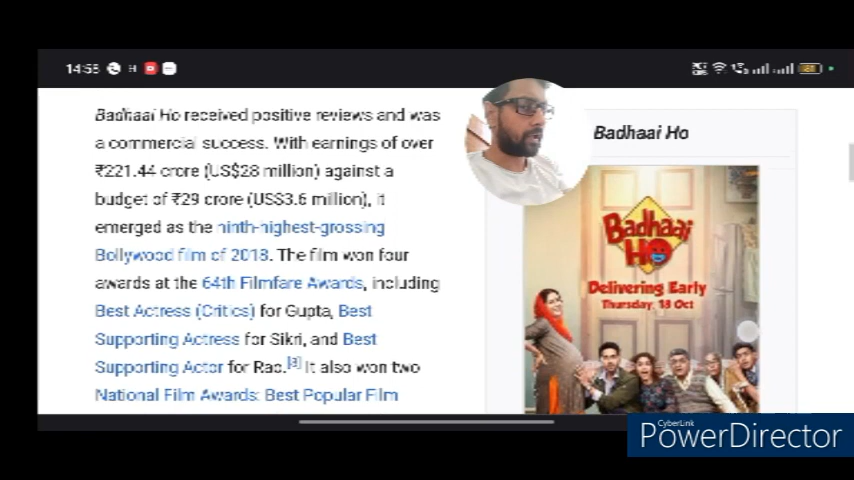 14:58
Badhaai Ho received positive reviews and was
a commercial success. With earnings of over
₹221.44 crore (US$28 million) against a
budget of ₹29 crore (US$3.6 million), it
emerged as the ninth-highest-grossing
Bollywood film of 2018. The film won four
awards at the 64th Filmfare Awards, including
Best Actress (Critics) for Gupta, Best
Supporting Actress for Sikri, and Best
Supporting Actor for Rao.[3] It also won two
National Film Awards: Best Popular Film
Badhaai Ho
Badhaai
HO
Delivering Early
Thursday, 18 Oct
CyberLink
PowerDirector